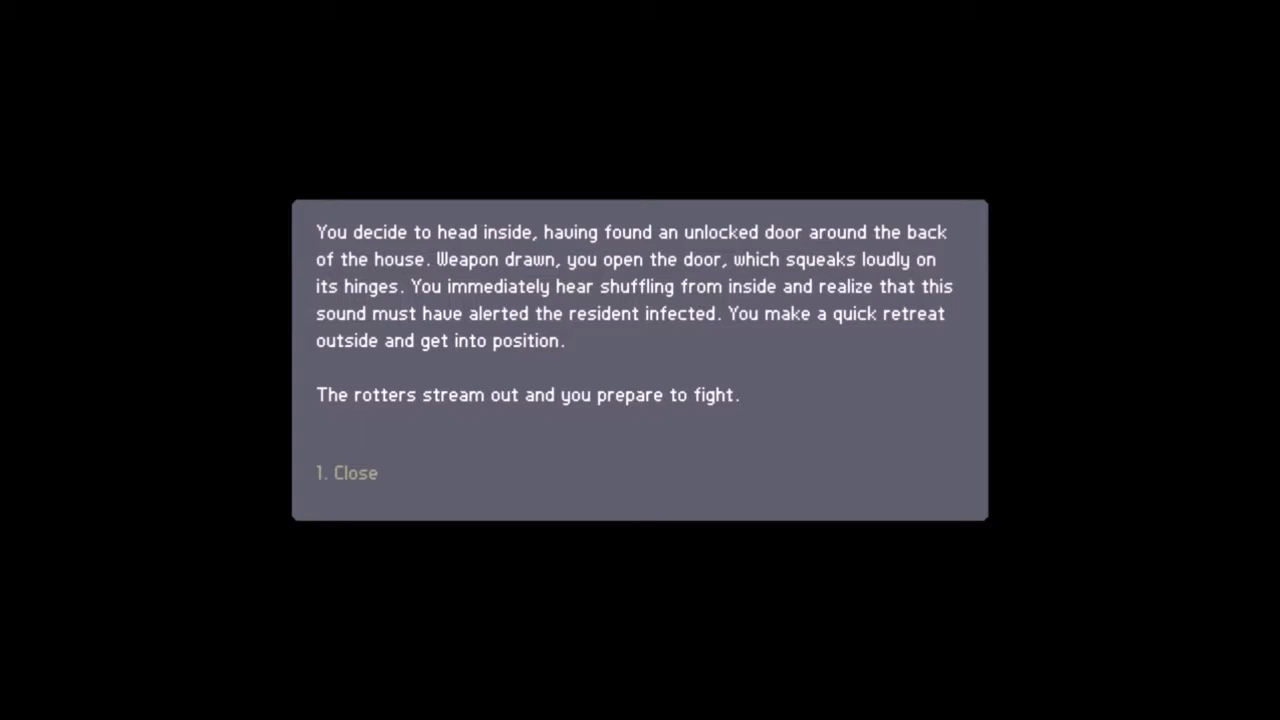 You decide to head inside, having found an unlocked door around the back
of the house. Weapon drawn, you open the door, which squeaks loudly on
its hinges. You immediately hear shuffling from inside and realize that this
sound must have alerted the resident infected. You make a quick retreat
outside and get into position.
The rotters stream out and you prepare to fight.
1. Close